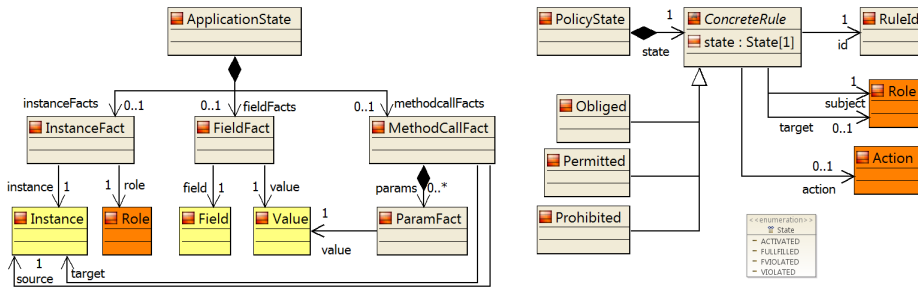 ApplicationState
instanceFacts
0..1
0..1
fieldFacts
0..1
methodcallFacts
InstanceFact
FieldFact
MethodCallFact
instance
1
1
role
field
1
1
value
params
0..*
Instance
Role
Field
Value
1
value
ParamFact
1
source
target
PolicyState
state
1
ConcreteRule
state : State[1]
1
id
RuleId
Obliged
Permitted
Prohibited
1
subject
target
0..1
Role
0..1
action
Action
<<enumeration>>
State
ACTIVATED
FULLFILLED
FVIOLATED
VIOLATED